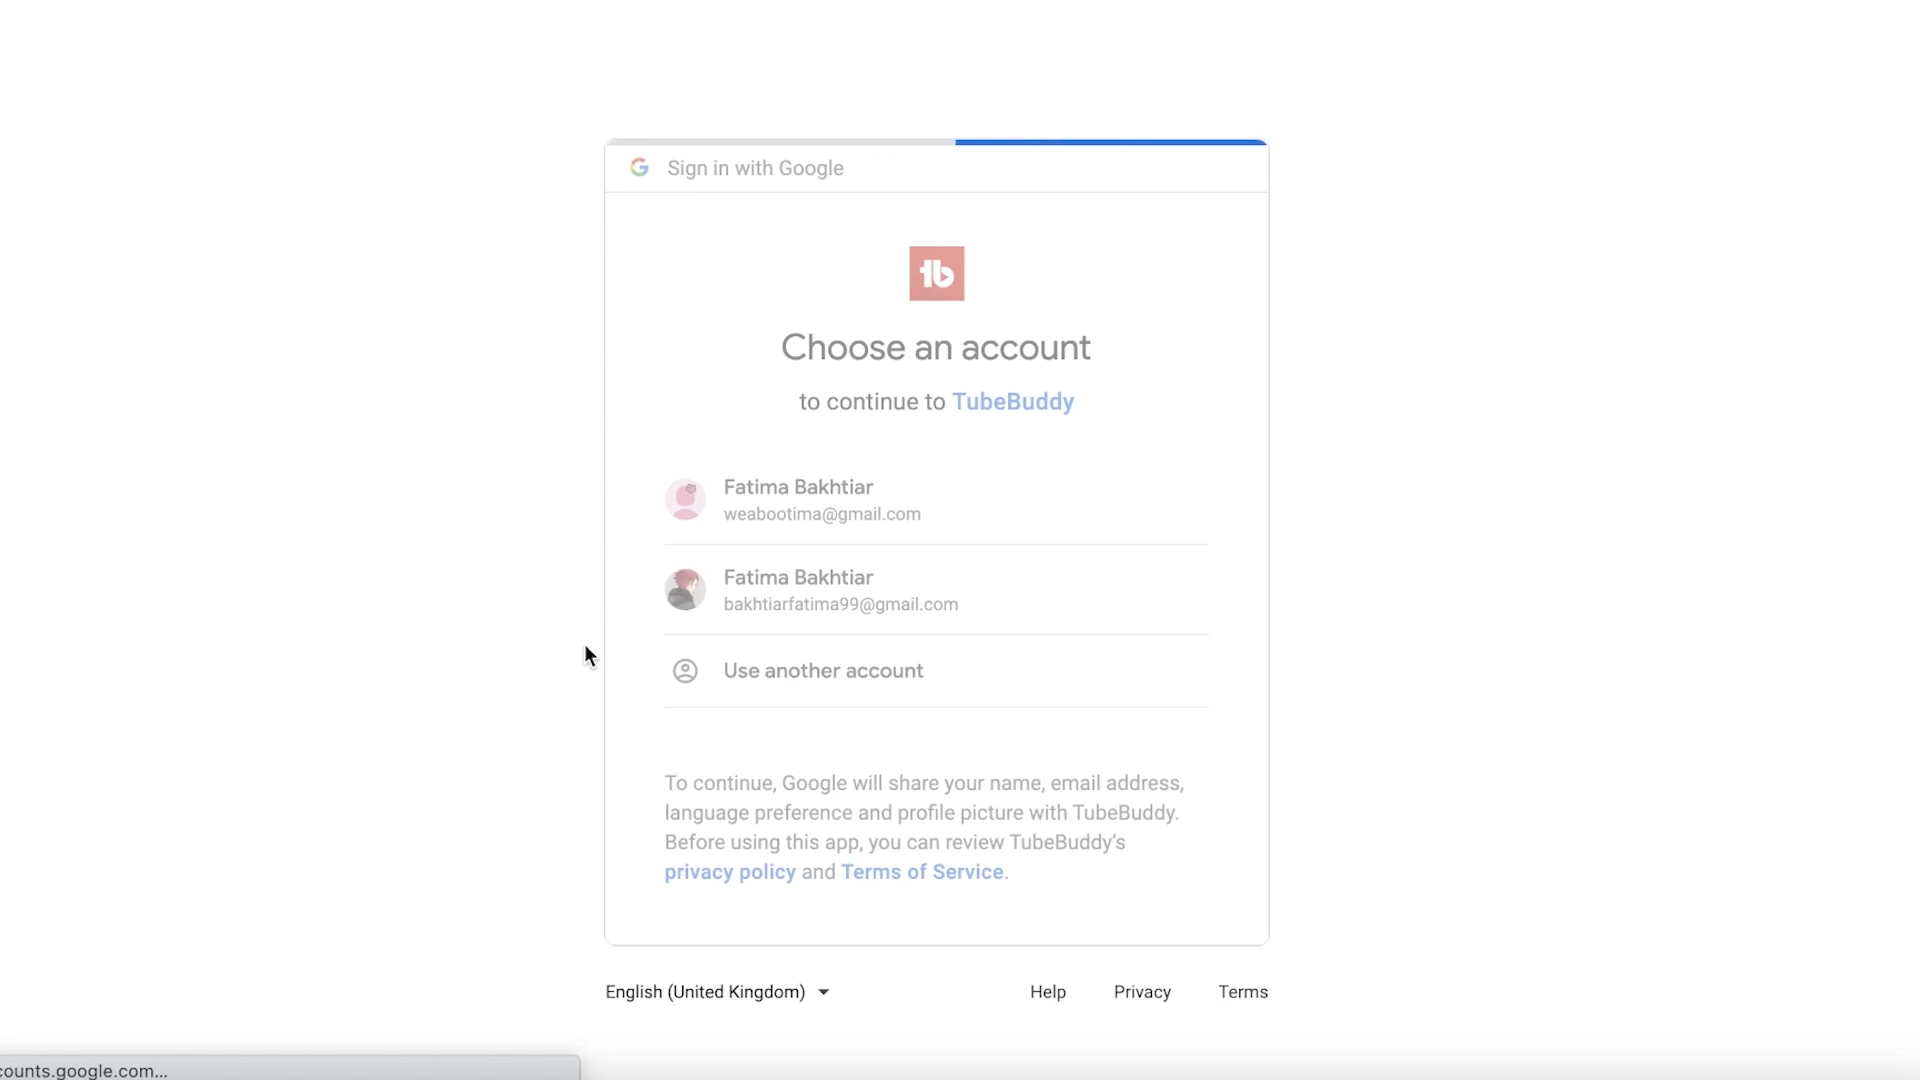 Sign in with Google
tb
Choose an account
to continue to TubeBuddy
Fatima Bakhtiar
weabootima@gmail.com
Fatima Bakhtiar
bakhtiarfatima99@gmail.com
Use another account
To continue, Google will share your name, email address,
language preference and profile picture with TubeBuddy.
Before using this app, you can review TubeBuddy’s
privacy policy and Terms of Service.
English (United Kingdom)
Help
Privacy
Terms
counts.google.com...